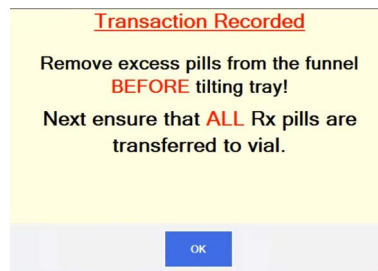 Transaction Recorded
Remove excess pills from the funnel
BEFORE tilting tray!
Next ensure that ALL Rx pills are
transferred to vial.
OK